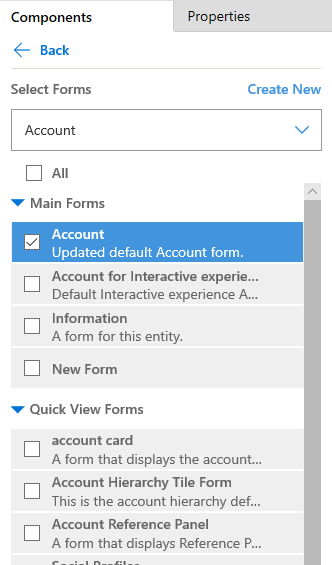 Components
Properties
Back
Select Forms
Create New
Account
All
Main Forms
Account
Updated default Account form.
Account for Interactive experie...
Default Interactive experience A...
Information
A form for this entity.
New Form
Quick View Forms
account card
A form that displays the account...
Account Hierarchy Tile Form
This is the account hierarchy def...
Account Reference Panel
A form that displays Reference P...
Social Profiles